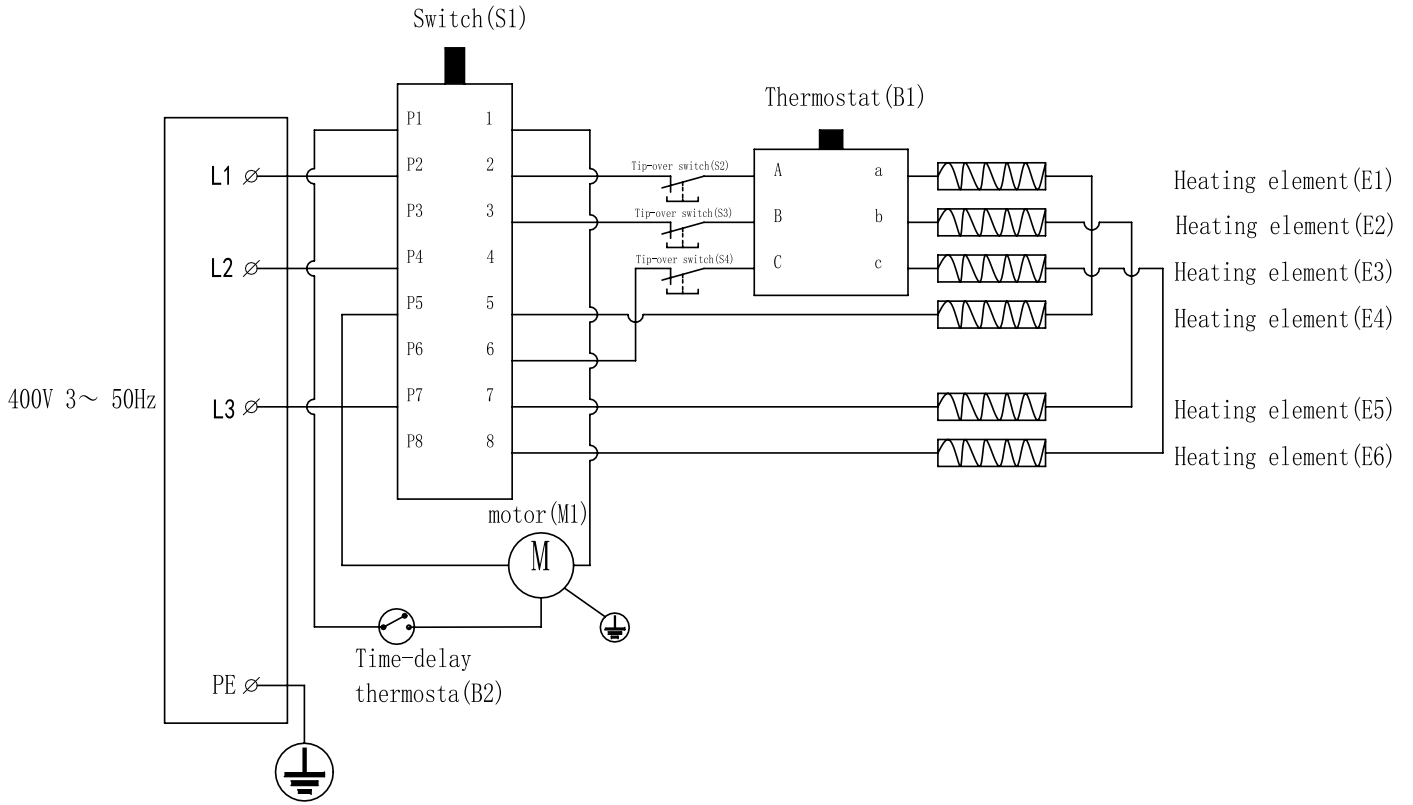 Switch(S1)
Thermostat(B1)
P1 1
P2 2
P3 3
P4 4
P5 5
P6 6
P7 7
P8 8
L1
L2
L3
PE
400V 3～ 50Hz
Tip-over switch(S2)
Tip-over switch(S3)
Tip-over switch(S4)
A a
B b
C c
Heating element(E1)
Heating element(E2)
Heating element(E3)
Heating element(E4)
Heating element(E5)
Heating element(E6)
motor(M1)
M
Time-delay
thermosta(B2)